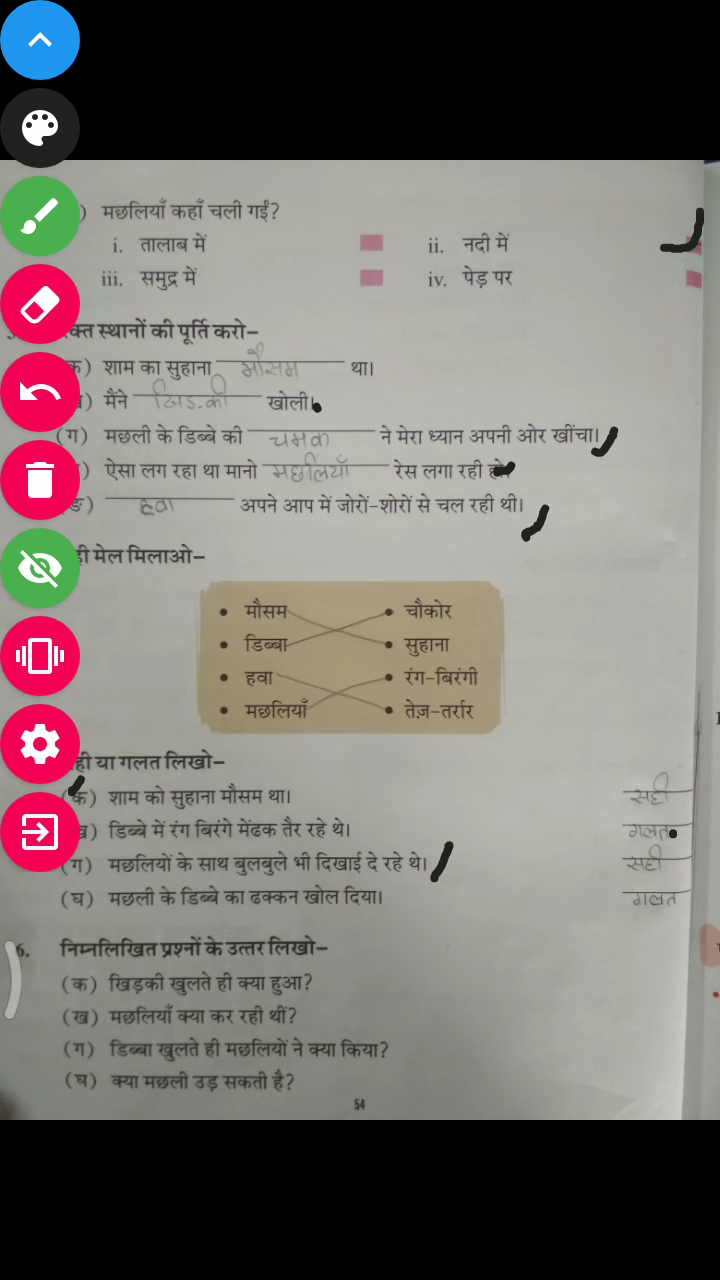 ) मछलियाँ कहाँ चली गईं?
i. तालाब में ii. नदी में
iii. समुद्र में iv. पेड़ पर
क्त स्थानों की पूर्ति करो–
क) शाम का सुहाना मौसम था।
) मैंने खिड़की खोली।
(ग) मछली के डिब्बे की चमक ने मेरा ध्यान अपनी ओर खींचा।
) ऐसा लग रहा था मानो मछलियाँ रेस लगा रही
ङ) हवा अपने आप में जोरों-शोरों से चल रही थी।
ही मेल मिलाओ–
• मौसम • चौकोर
• डिब्बा • सुहाना
• हवा • रंग-बिरंगी
• मछलियाँ • तेज़-तर्रार
ही या गलत लिखो–
(क) शाम को सुहाना मौसम था। सही
ख) डिब्बे में रंग बिरंगे मेंढक तैर रहे थे। गलत
(ग) मछलियों के साथ बुलबुले भी दिखाई दे रहे थे। सही
(घ) मछली के डिब्बे का ढक्कन खोल दिया। गलत
6. निम्नलिखित प्रश्नों के उत्तर लिखो–
(क) खिड़की खुलते ही क्या हुआ?
(ख) मछलियाँ क्या कर रही थीं?
(ग) डिब्बा खुलते ही मछलियों ने क्या किया?
(घ) क्या मछली उड़ सकती है?
54